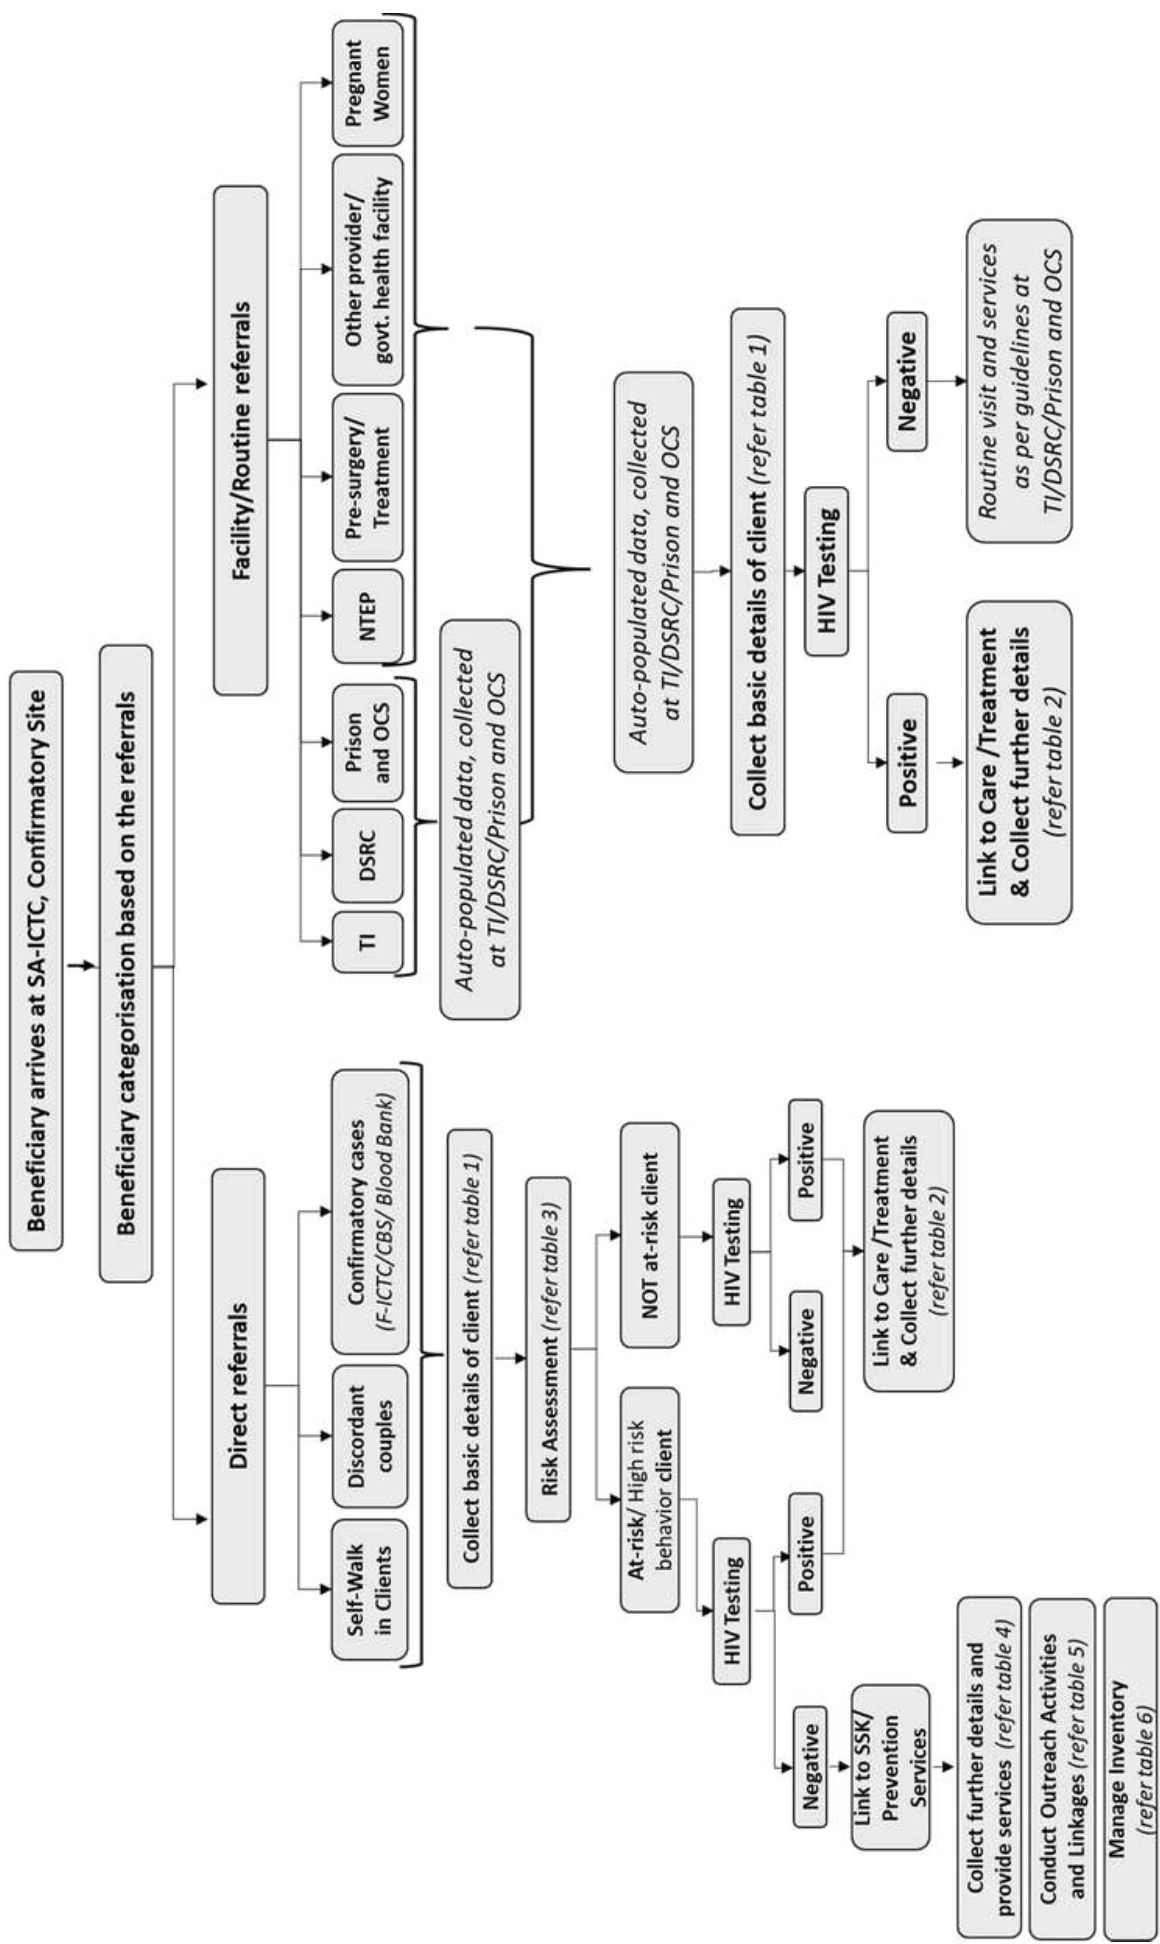 Beneficiary arrives at SA-ICTC, Confirmatory Site
Beneficiary categorisation based on the referrals
Direct referrals
Facility/Routine referrals
Self-Walk
in Clients
Discordant
couples
Confirmatory cases
(F-ICTC/CBS/ Blood Bank)
TI
DSRC
Prison
and OCS
NTEP
Pre-surgery/
Treatment
Other provider/
govt. health facility
Pregnant
Women
Collect basic details of client (refer table 1)
Risk Assessment (refer table 3)
At-risk/ High risk
behavior client
NOT at-risk client
HIV Testing
HIV Testing
Negative
Positive
Negative
Positive
Link to SSK/
Prevention
Services
Link to Care /Treatment
& Collect further details
(refer table 2)
Collect further details and
provide services (refer table 4)
Conduct Outreach Activities
and Linkages (refer table 5)
Manage Inventory
(refer table 6)
Auto-populated data, collected
at TI/DSRC/Prison and OCS
Auto-populated data, collected
at TI/DSRC/Prison and OCS
Collect basic details of client (refer table 1)
HIV Testing
Positive
Negative
Link to Care /Treatment
& Collect further details
(refer table 2)
Routine visit and services
as per guidelines at
TI/DSRC/Prison and OCS